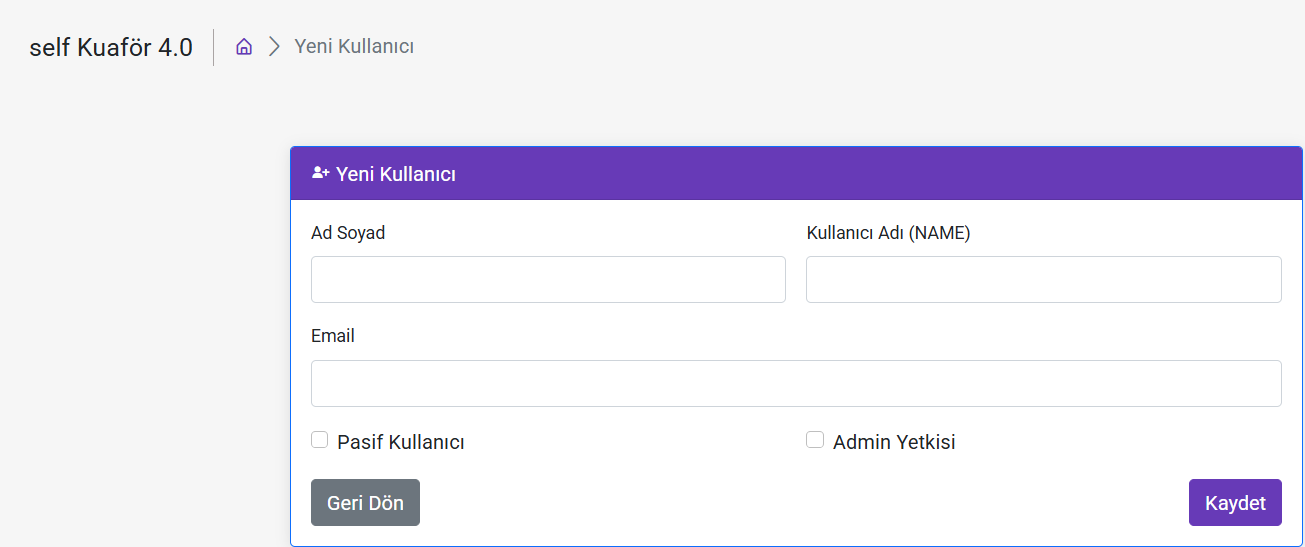 self Kuaför 4.0
Yeni Kullanıcı
Yeni Kullanıcı
Ad Soyad
Kullanıcı Adı (NAME)
Email
Pasif Kullanıcı
Admin Yetkisi
Geri Dön
Kaydet